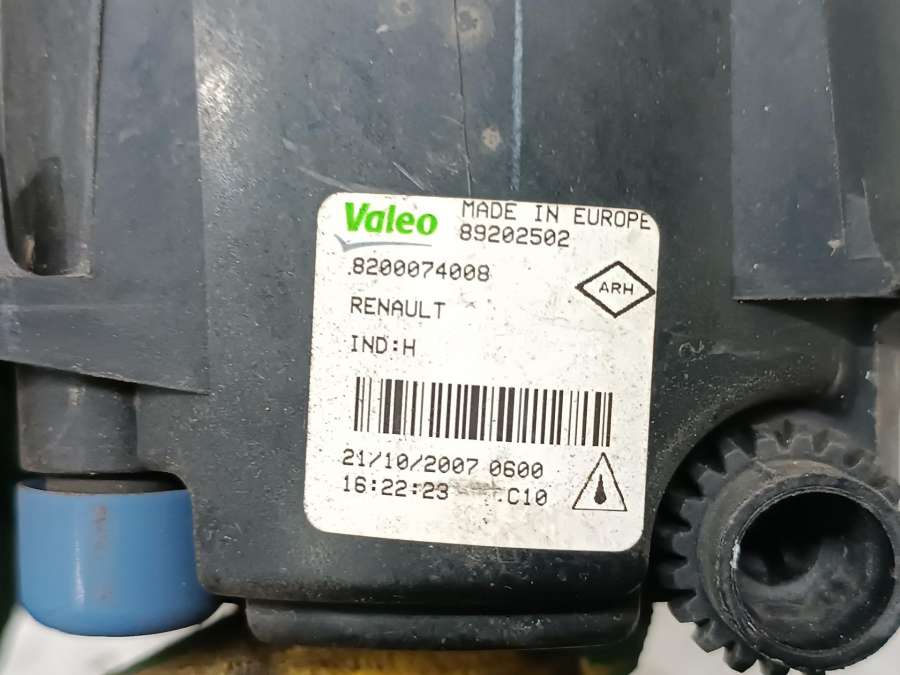 Valeo MADE IN EUROPE
89202502
.8200074008
ARH
RENAULT
IND:H
21/10/2007 0600
16:22:23 .C10